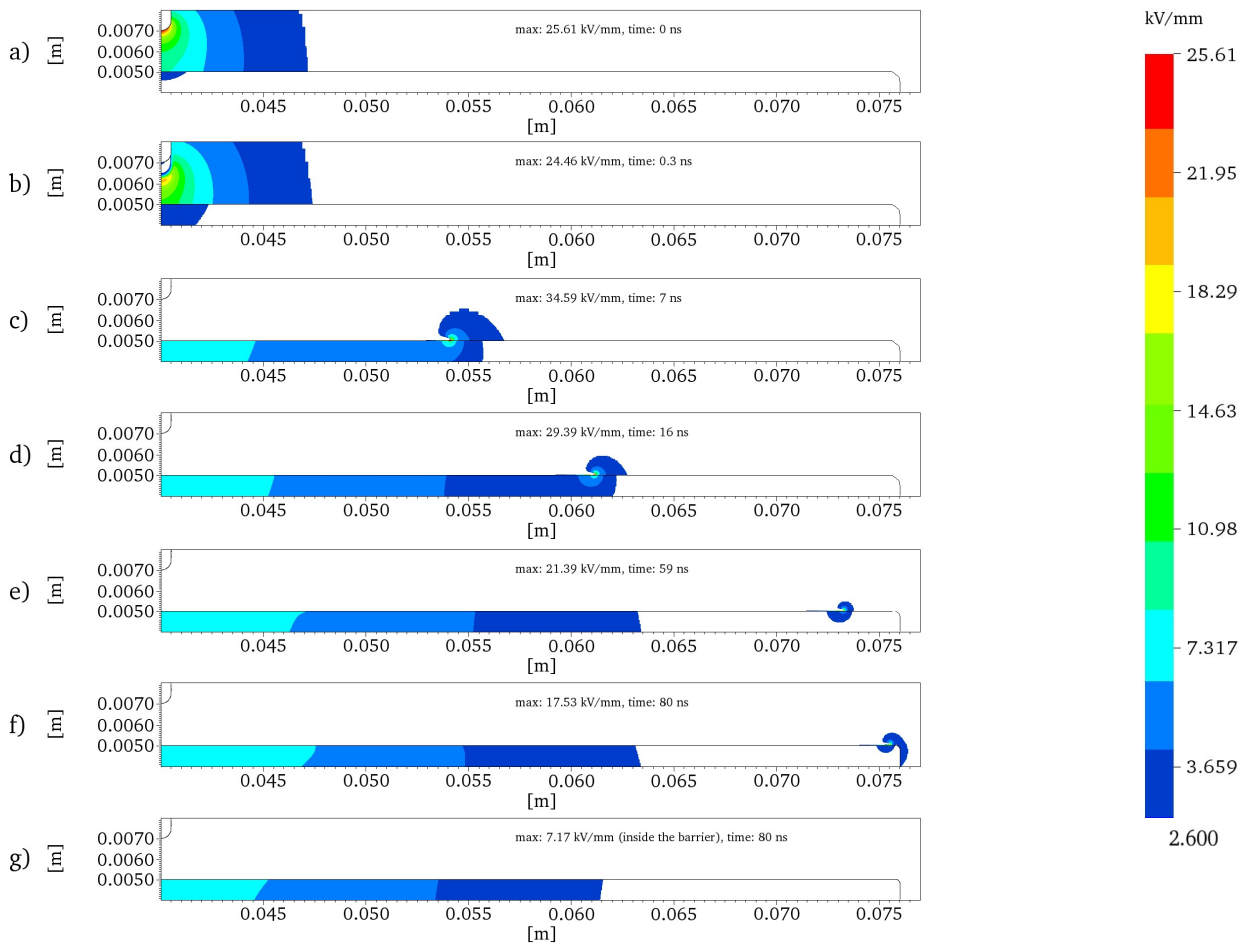 kV/mm
25.61
21.95
18.29
14.63
10.98
7.317
3.659
2.600
a)
[m]
0.0070
0.0060
0.0050
max: 25.61 kV/mm, time: 0 ns
0.045 0.050 0.055 0.060 0.065 0.070 0.075
[m]
b)
[m]
0.0070
0.0060
0.0050
max: 24.46 kV/mm, time: 0.3 ns
0.045 0.050 0.055 0.060 0.065 0.070 0.075
[m]
c)
[m]
0.0070
0.0060
0.0050
max: 34.59 kV/mm, time: 7 ns
0.045 0.050 0.055 0.060 0.065 0.070 0.075
[m]
d)
[m]
0.0070
0.0060
0.0050
max: 29.39 kV/mm, time: 16 ns
0.045 0.050 0.055 0.060 0.065 0.070 0.075
[m]
e)
[m]
0.0070
0.0060
0.0050
max: 21.39 kV/mm, time: 59 ns
0.045 0.050 0.055 0.060 0.065 0.070 0.075
[m]
f)
[m]
0.0070
0.0060
0.0050
max: 17.53 kV/mm, time: 80 ns
0.045 0.050 0.055 0.060 0.065 0.070 0.075
[m]
g)
[m]
0.0070
0.0060
0.0050
max: 7.17 kV/mm (inside the barrier), time: 80 ns
0.045 0.050 0.055 0.060 0.065 0.070 0.075
[m]